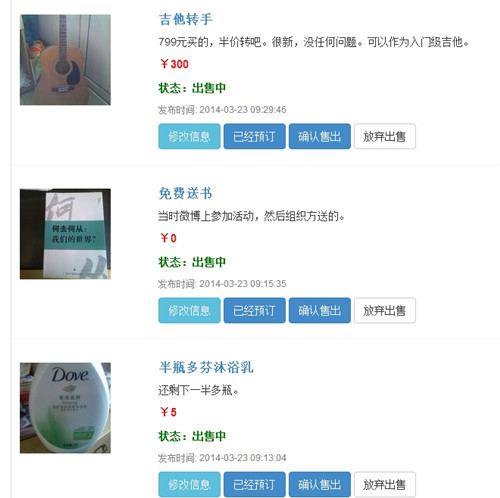 吉他转手
799元买的，半价转吧。很新，没任何问题。可以作为入门级吉他。
￥300
状态：出售中
发布时间: 2014-03-23 09:29:46
修改信息 已经预订 确认售出 放弃出售
免费送书
何去何从：
我们的世界？
当时微博上参加活动，然后组织方送的。
￥0
状态：出售中
发布时间: 2014-03-23 09:15:35
修改信息 已经预订 确认售出 放弃出售
半瓶多芬沐浴乳
Dove
还剩下一半多瓶。
￥5
状态：出售中
发布时间: 2014-03-23 09:13:04
修改信息 已经预订 确认售出 放弃出售